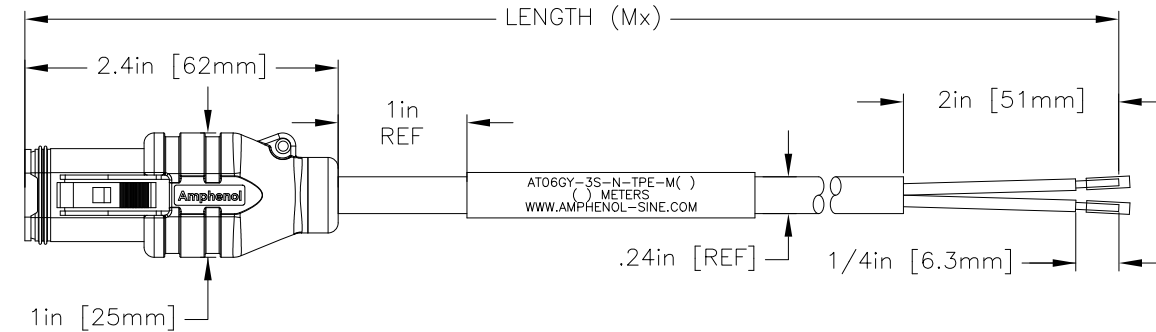 LENGTH (Mx)
2.4in [62mm]
1in
REF
2in [51mm]
Amphenol
AT06GY-3S-N-TPE-M( )
( ) METERS
WWW.AMPHENOL-SINE.COM
.24in [REF]
1/4in [6.3mm]
1in [25mm]